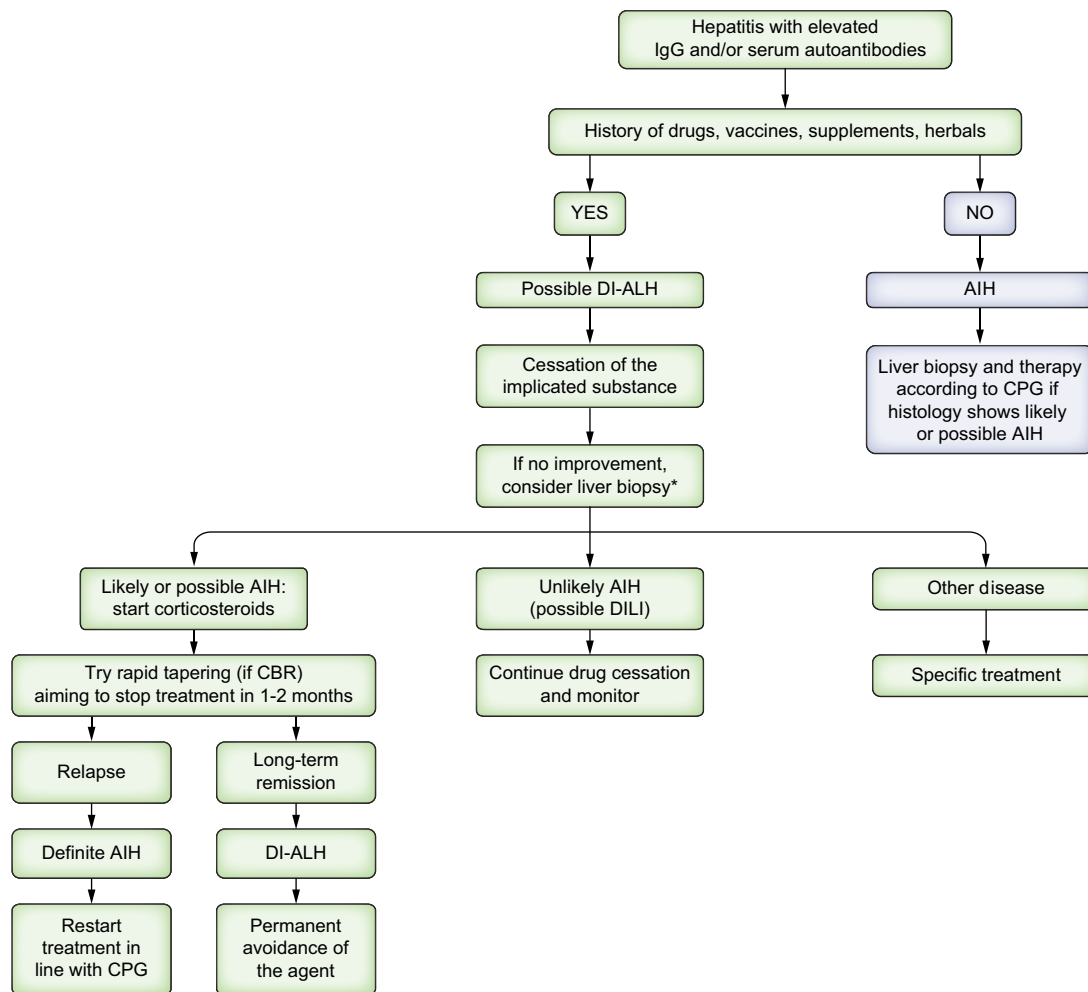 Hepatitis with elevated
IgG and/or serum autoantibodies
History of drugs, vaccines, supplements, herbals
YES
NO
Possible DI-ALH
AIH
Cessation of the
implicated substance
Liver biopsy and therapy
according to CPG if
histology shows likely
or possible AIH
If no improvement,
consider liver biopsy*
Likely or possible AIH:
start corticosteroids
Unlikely AIH
(possible DILI)
Other disease
Try rapid tapering (if CBR)
aiming to stop treatment in 1-2 months
Continue drug cessation
and monitor
Specific treatment
Relapse
Long-term
remission
Definite AIH
DI-ALH
Restart
treatment in
line with CPG
Permanent
avoidance of
the agent